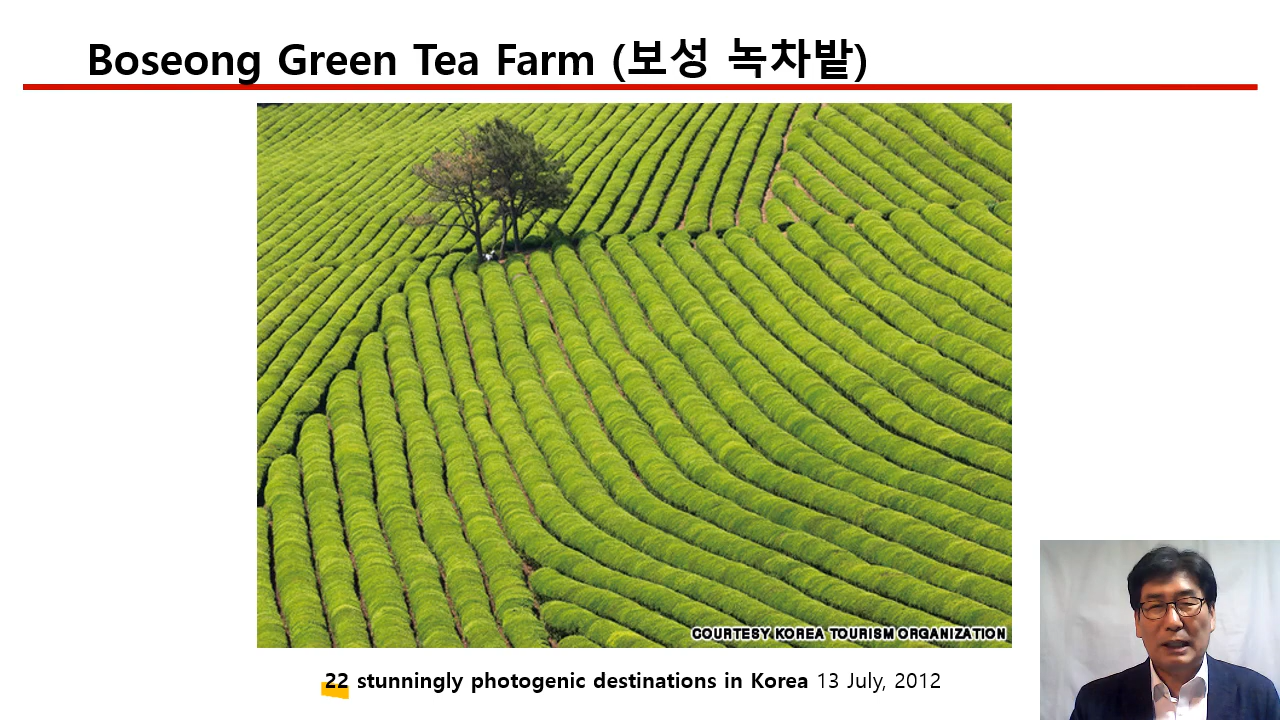 Boseong Green Tea Farm (보성 녹차밭)
COURTESY KOREA TOURISM ORGANIZATION
22 stunningly photogenic destinations in Korea 13 July, 2012